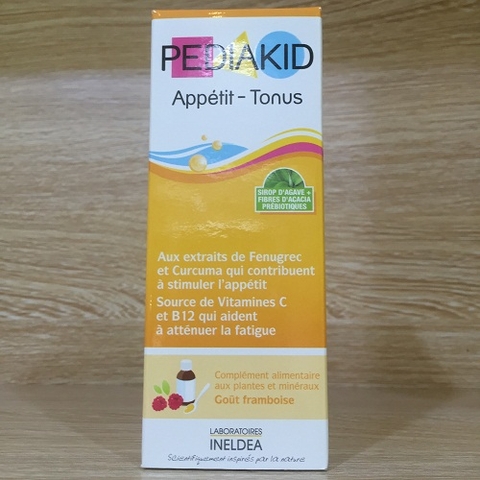 PEDIAKID
Appétit - Tonus
SIROP D'AGAVE +
FIBRES D'ACACIA
PRÉBIOTIQUES
Aux extraits de Fenugrec
et Curcuma qui contribuent
à stimuler l'appétit
Source de Vitamines C
et B12 qui aident
à atténuer la fatigue
Complément alimentaire
aux plantes et minéraux
Goût framboise
LABORATOIRES
INELDEA
Scientifiquement inspirés par la nature